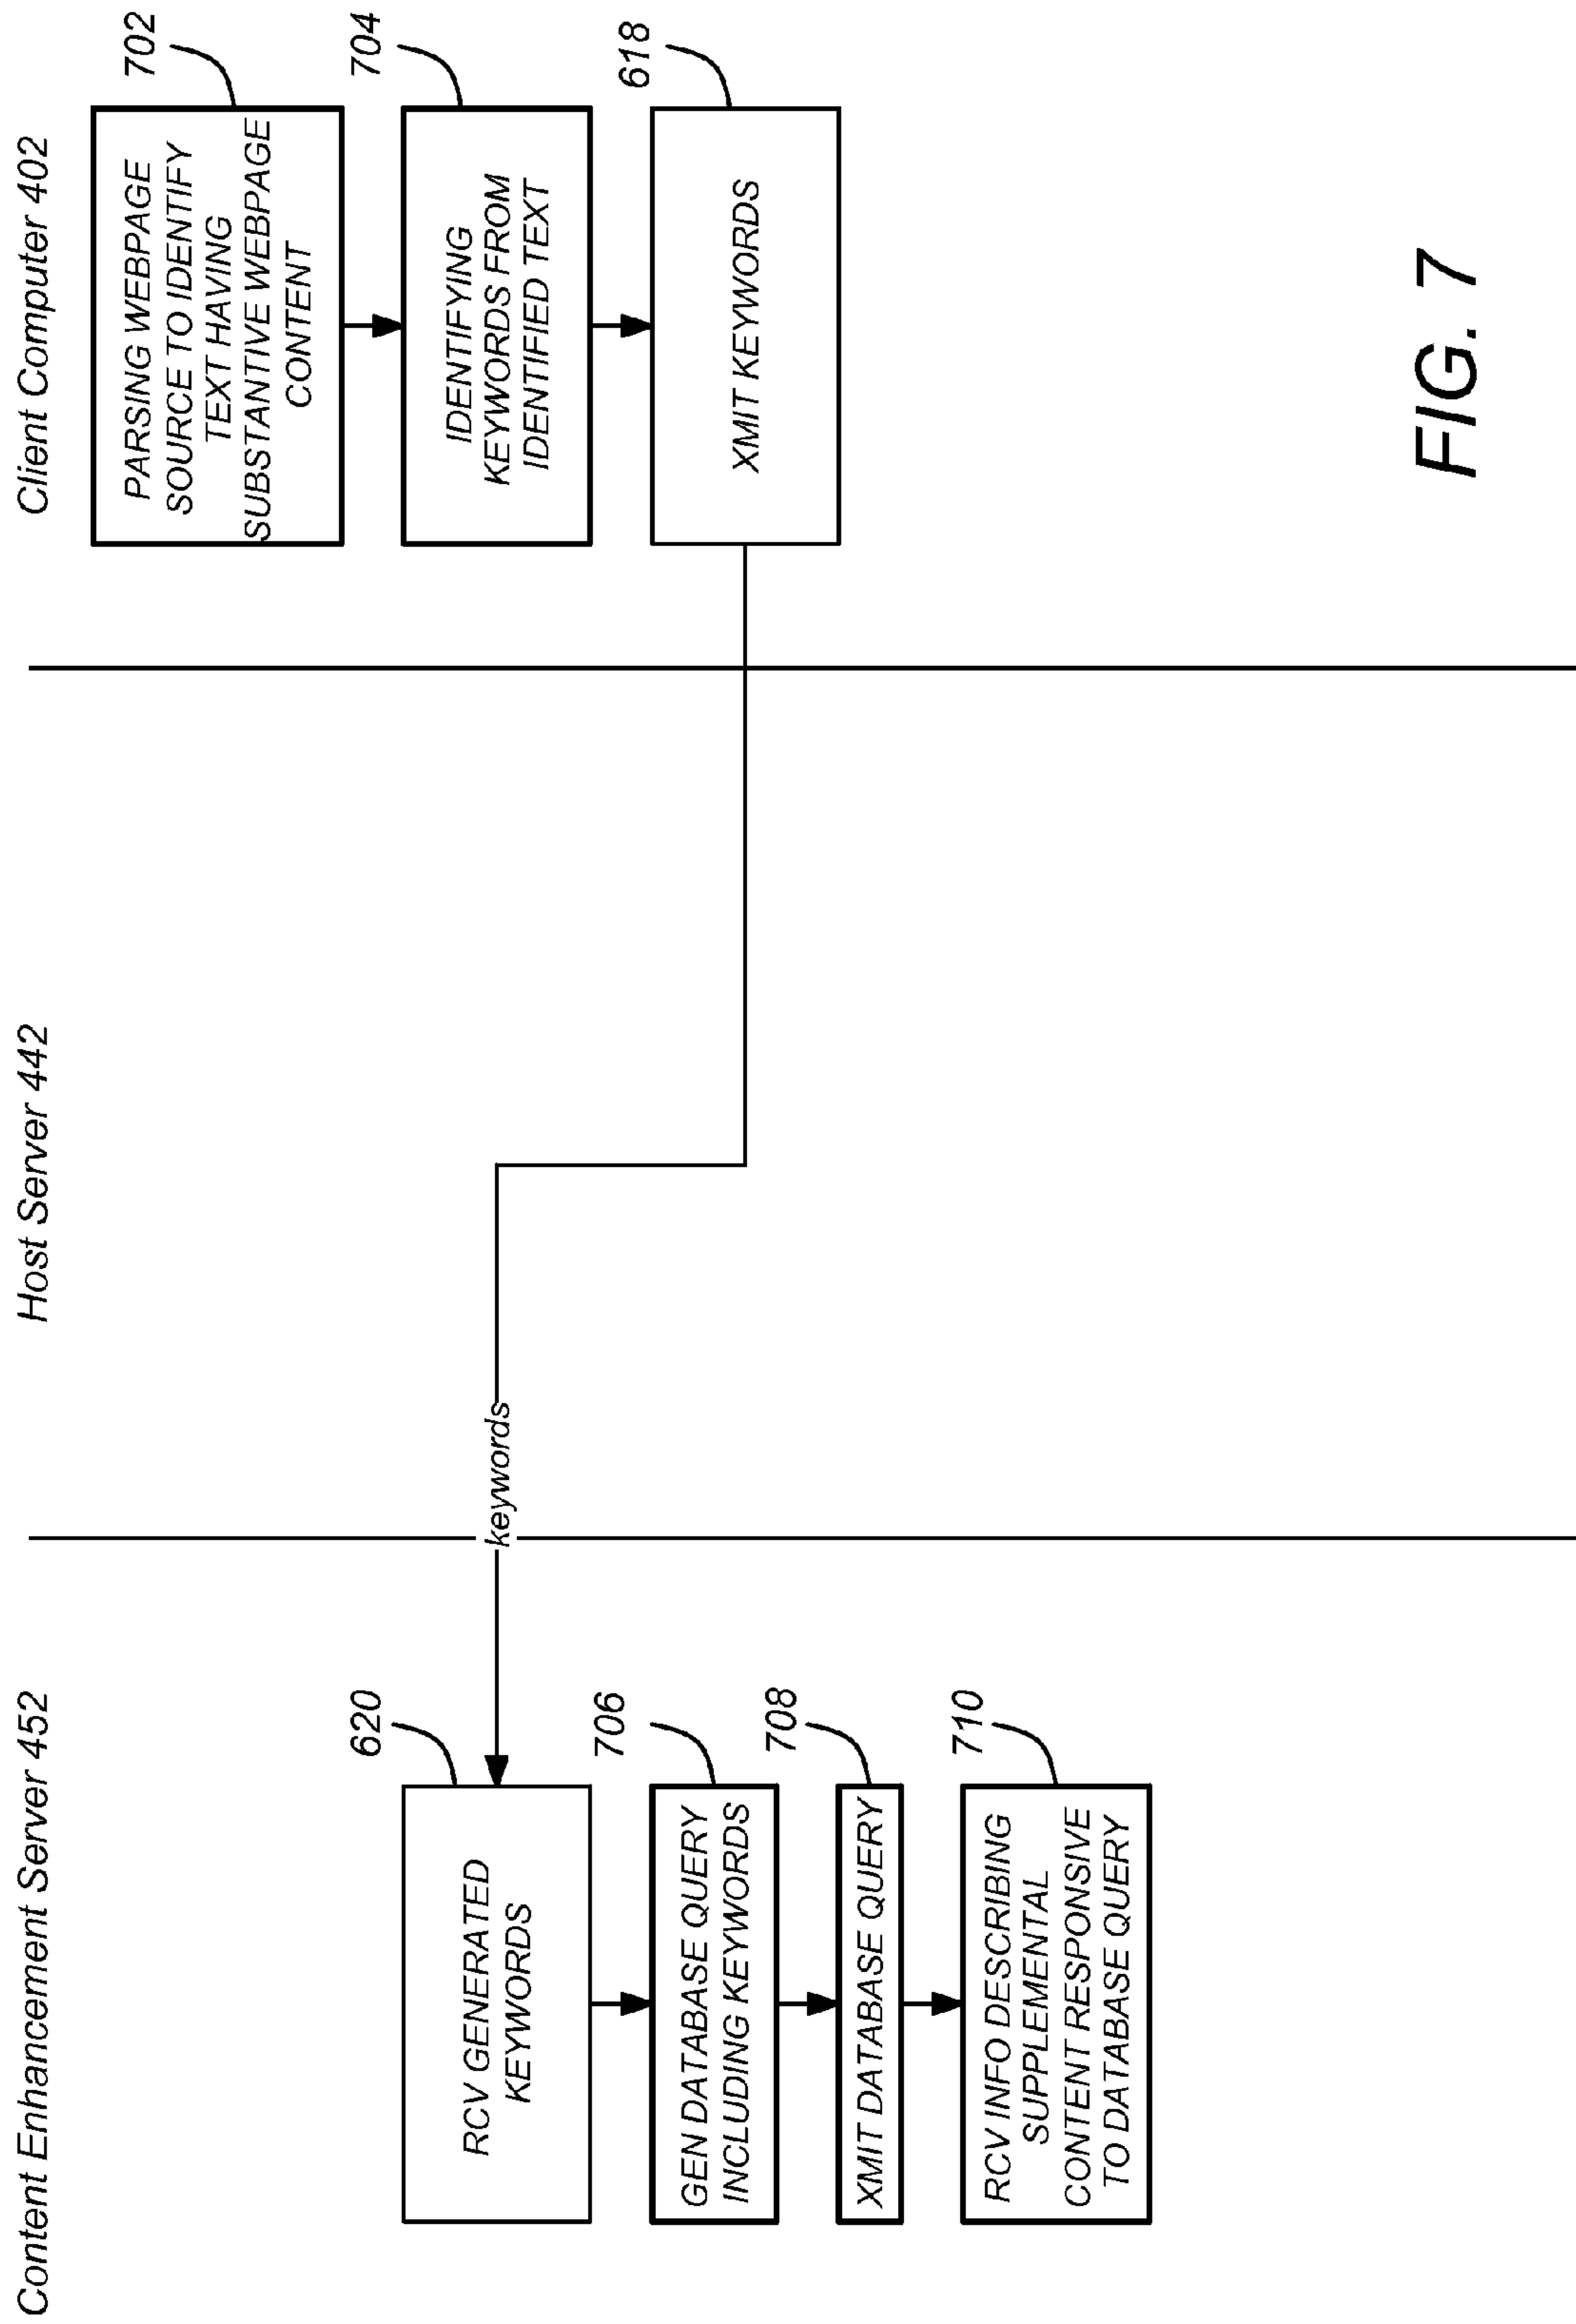 Content Enhancement Server 452
Host Server 442
Client Computer 402
620
RCV GENERATED
KEYWORDS
706
GEN DATABASE QUERY
INCLUDING KEYWORDS
708
XMIT DATABASE QUERY
710
RCV INFO DESCRIBING
SUPPLEMENTAL
CONTENT RESPONSIVE
TO DATABASE QUERY
keywords
702
PARSING WEBPAGE
SOURCE TO IDENTIFY
TEXT HAVING
SUBSTANTIVE WEBPAGE
CONTENT
704
IDENTIFYING
KEYWORDS FROM
IDENTIFIED TEXT
618
XMIT KEYWORDS
FIG. 7